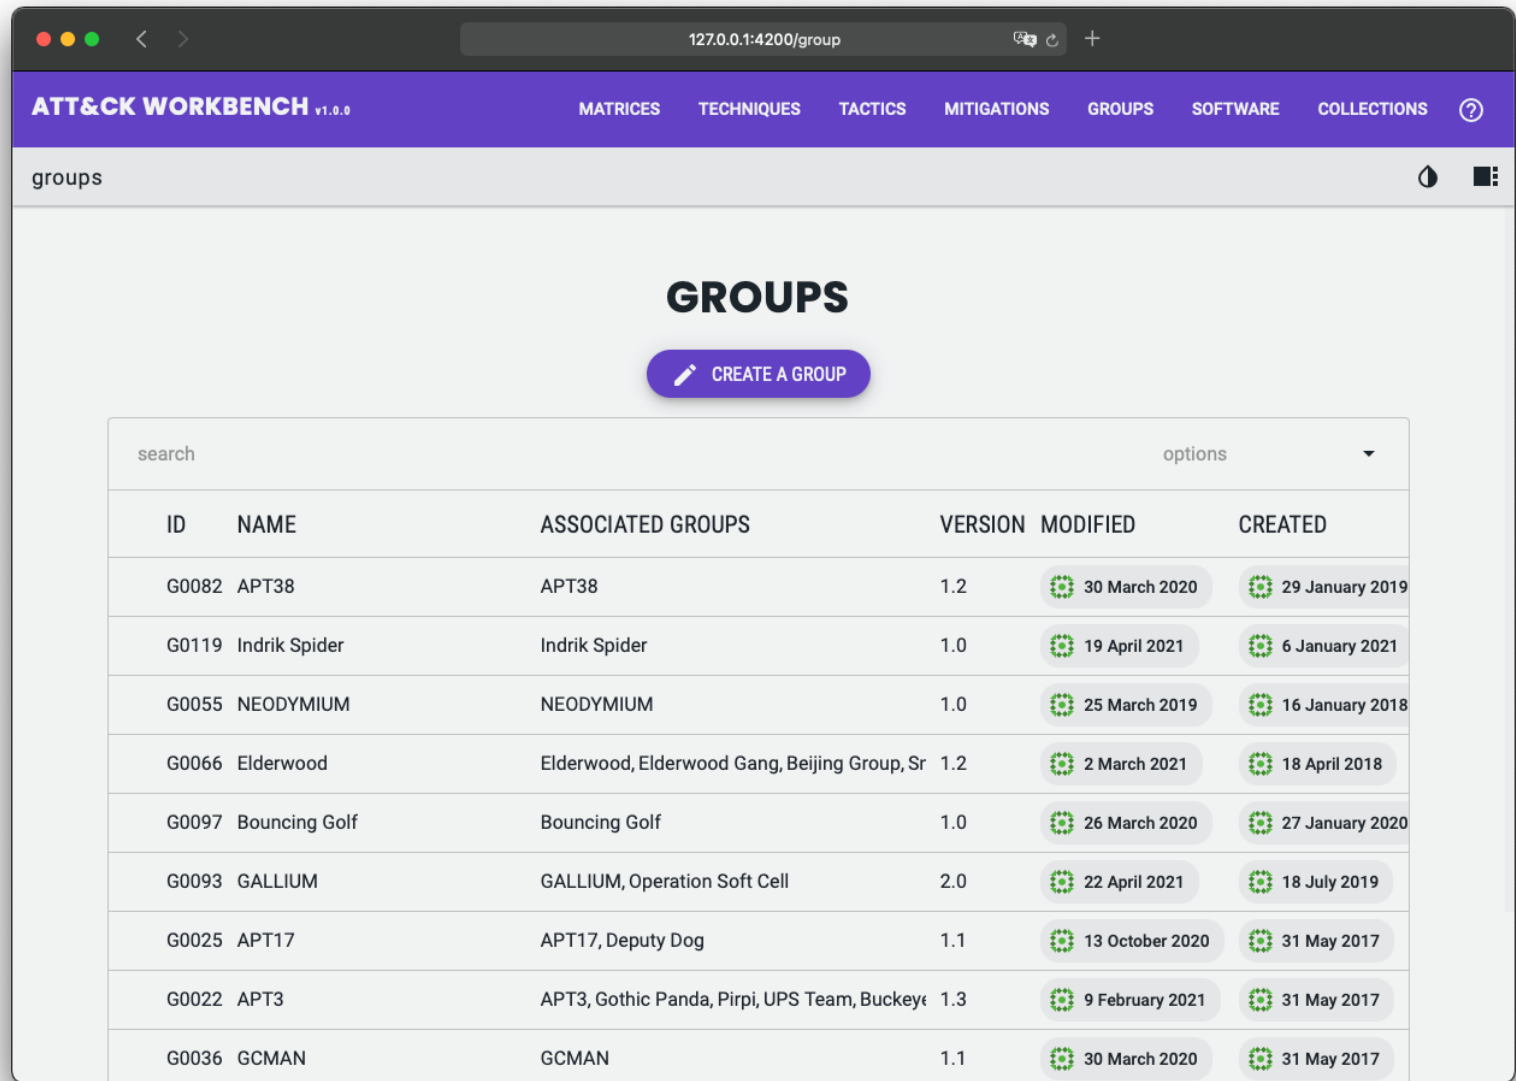 127.0.0.1:4200/group
ATT&CK WORKBENCH v1.0.0 MATRICES TECHNIQUES TACTICS MITIGATIONS GROUPS SOFTWARE COLLECTIONS ?
groups
GROUPS
CREATE A GROUP
search options
ID NAME ASSOCIATED GROUPS VERSION MODIFIED CREATED
G0082 APT38 APT38 1.2 30 March 2020 29 January 2019
G0119 Indrik Spider Indrik Spider 1.0 19 April 2021 6 January 2021
G0055 NEODYMIUM NEODYMIUM 1.0 25 March 2019 16 January 2018
G0066 Elderwood Elderwood, Elderwood Gang, Beijing Group, 1.2 2 March 2021 18 April 2018
G0097 Bouncing Golf Bouncing Golf 1.0 26 March 2020 27 January 2020
G0093 GALLIUM GALLIUM, Operation Soft Cell 2.0 22 April 2021 18 July 2019
G0025 APT17 APT17, Deputy Dog 1.1 13 October 2020 31 May 2017
G0022 APT3 APT3, Gothic Panda, Pirpi, UPS Team, Buckeye 1.3 9 February 2021 31 May 2017
G0036 GCMAN GCMAN 1.1 30 March 2020 31 May 2017